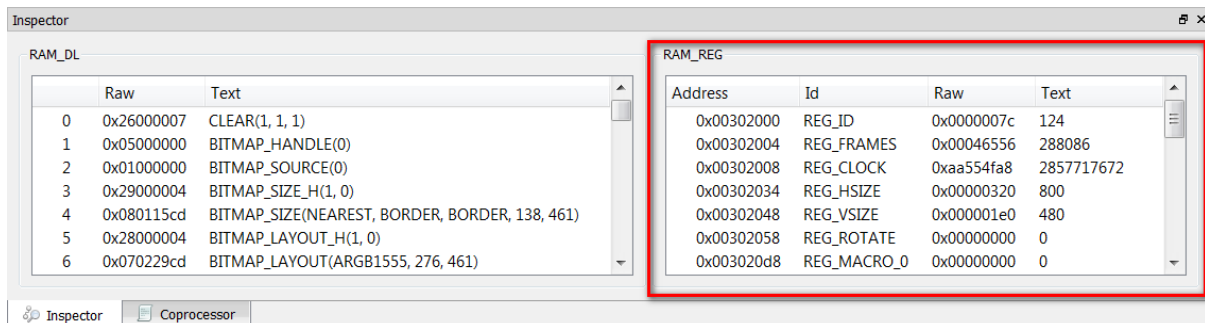 Inspector
RAM_DL
Raw Text
0 0x26000007 CLEAR(1, 1, 1)
1 0x05000000 BITMAP_HANDLE(0)
2 0x01000000 BITMAP_SOURCE(0)
3 0x29000004 BITMAP_SIZE_H(1, 0)
4 0x080115cd BITMAP_SIZE(NEAREST, BORDER, BORDER, 138, 461)
5 0x28000004 BITMAP_LAYOUT_H(1, 0)
6 0x070229cd BITMAP_LAYOUT(ARGB1555, 276, 461)
RAM_REG
Address Id Raw Text
0x00302000 REG_ID 0x0000007c 124
0x00302004 REG_FRAMES 0x00046556 288086
0x00302008 REG_CLOCK 0xaa554fa8 2857717672
0x00302034 REG_HSIZE 0x00000320 800
0x00302048 REG_VSIZE 0x000001e0 480
0x00302058 REG_ROTATE 0x00000000 0
0x003020d8 REG_MACRO_0 0x00000000 0
Inspector Coprocessor